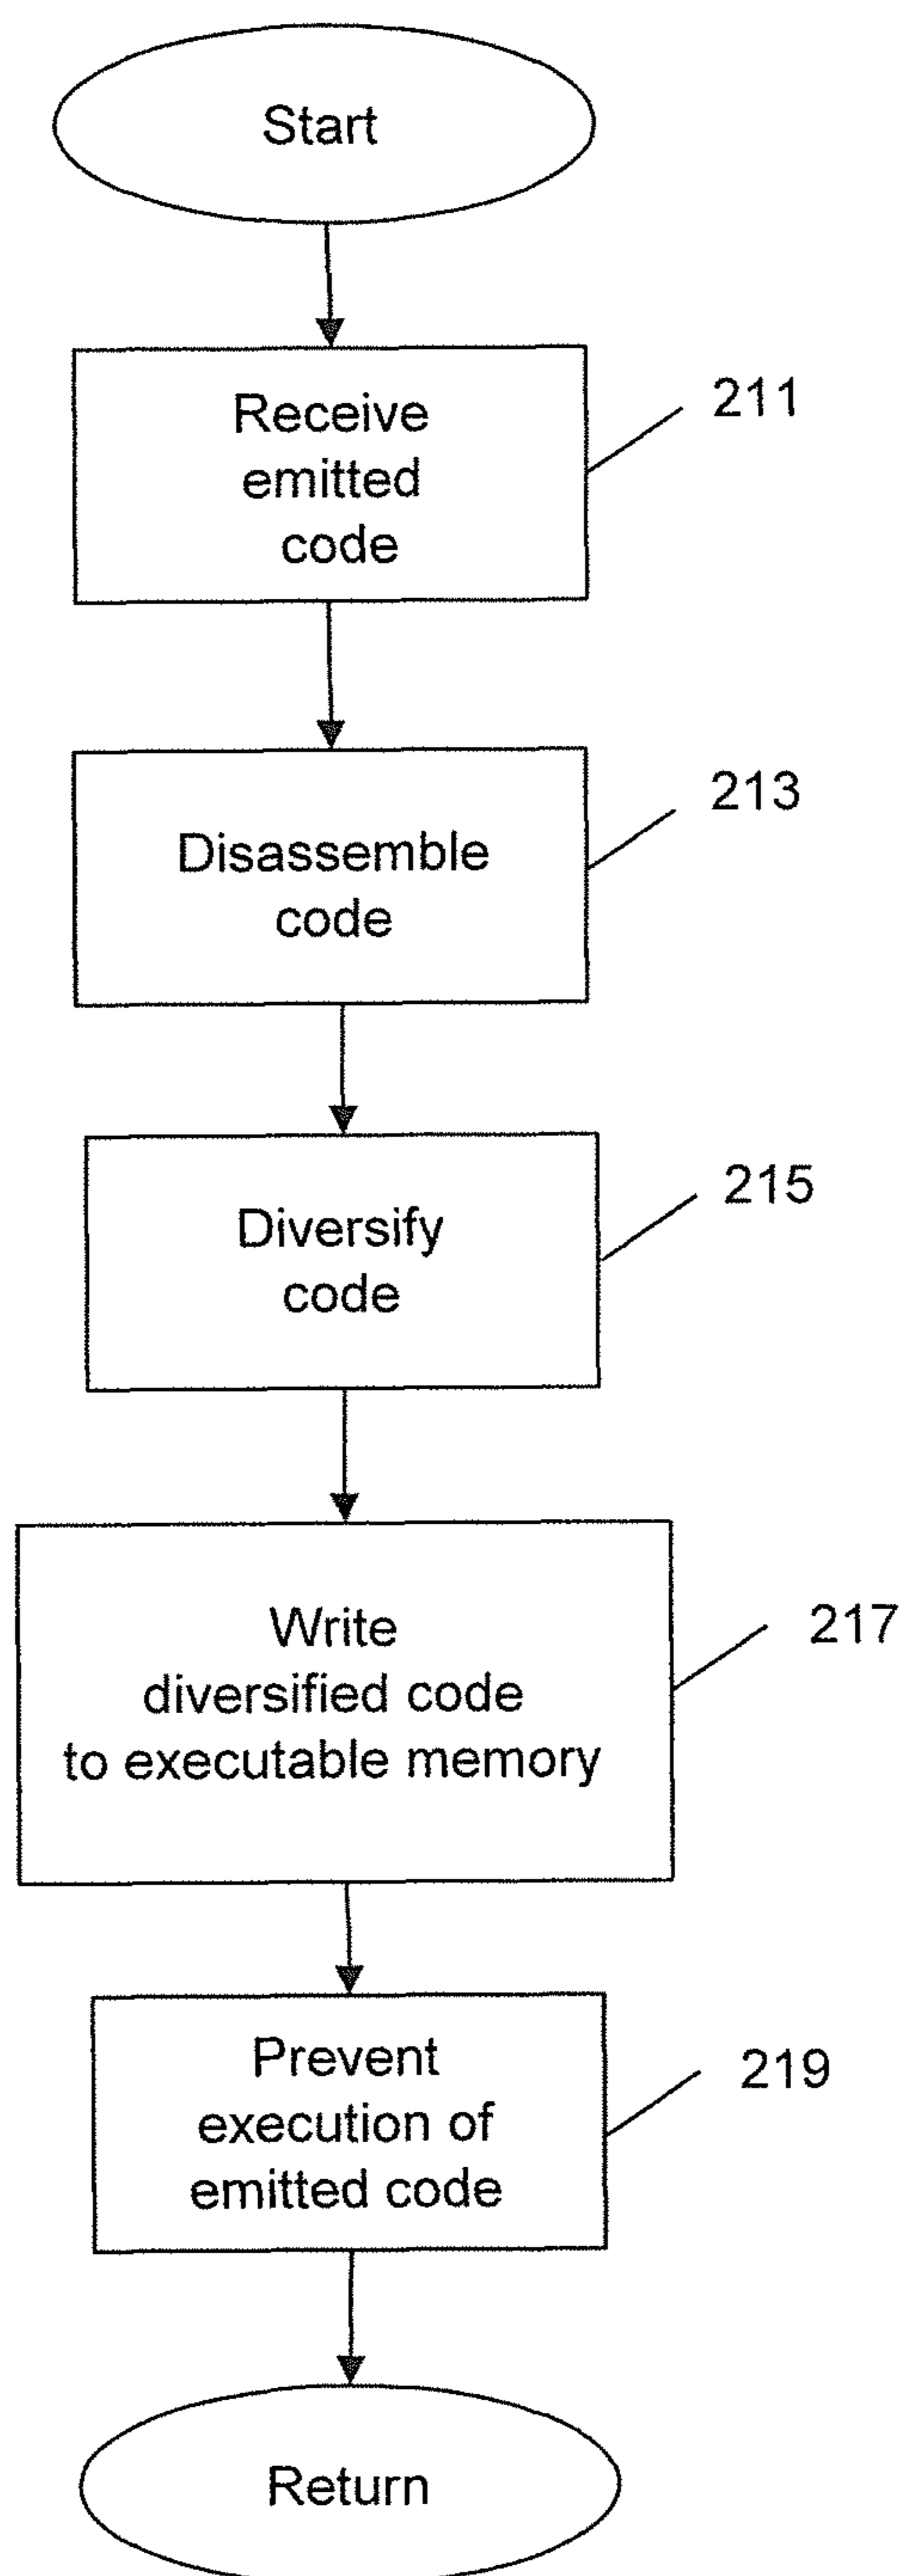 Start
Receive
emitted
code
211
Disassemble
code
213
Diversify
code
215
Write
diversified code
to executable memory
217
Prevent
execution of
emitted code
219
Return